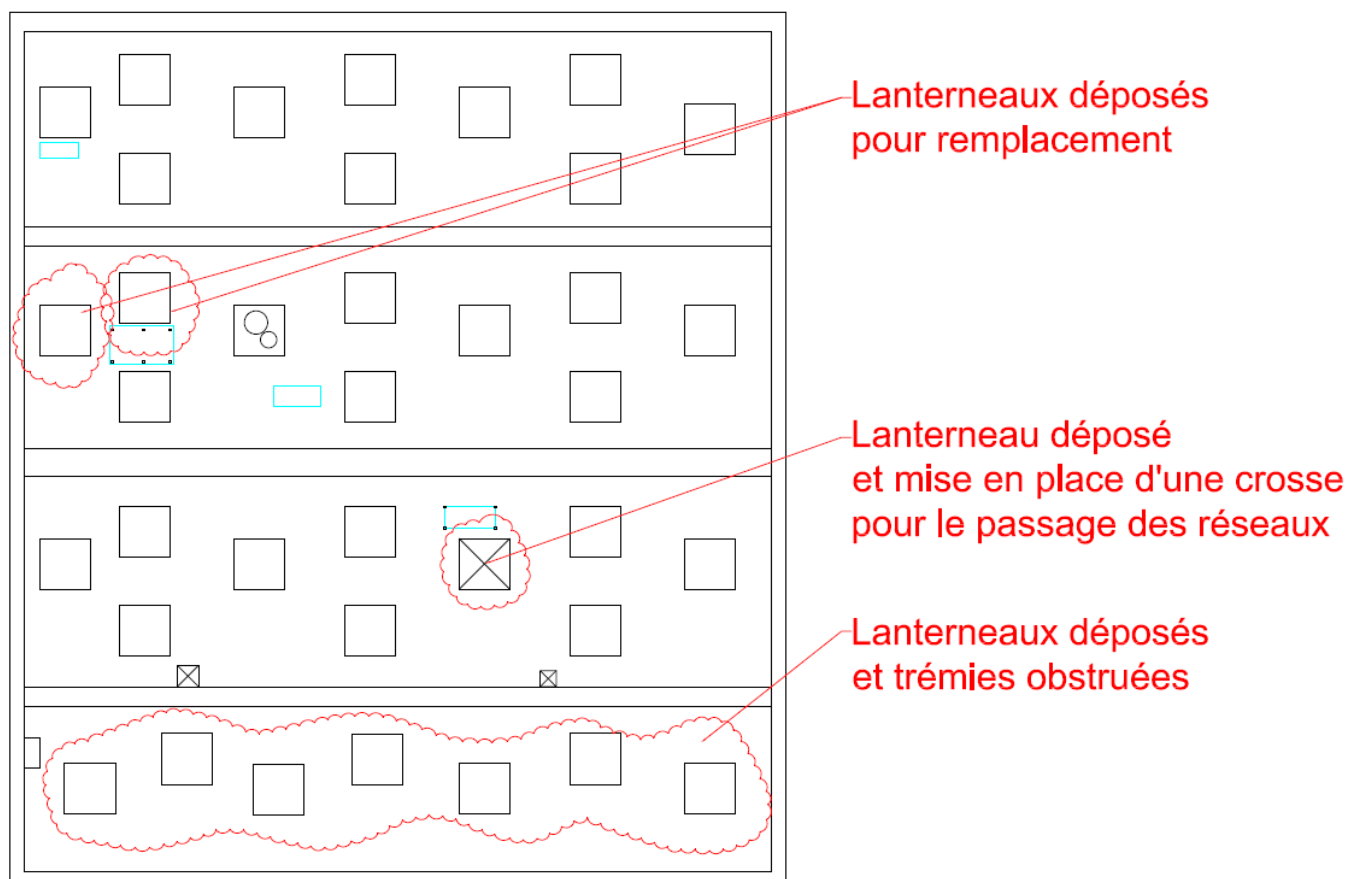 Lanterneaux déposés
pour remplacement
Lanterneau déposé
et mise en place d'une crosse
pour le passage des réseaux
Lanterneaux déposés
et trémies obstruées